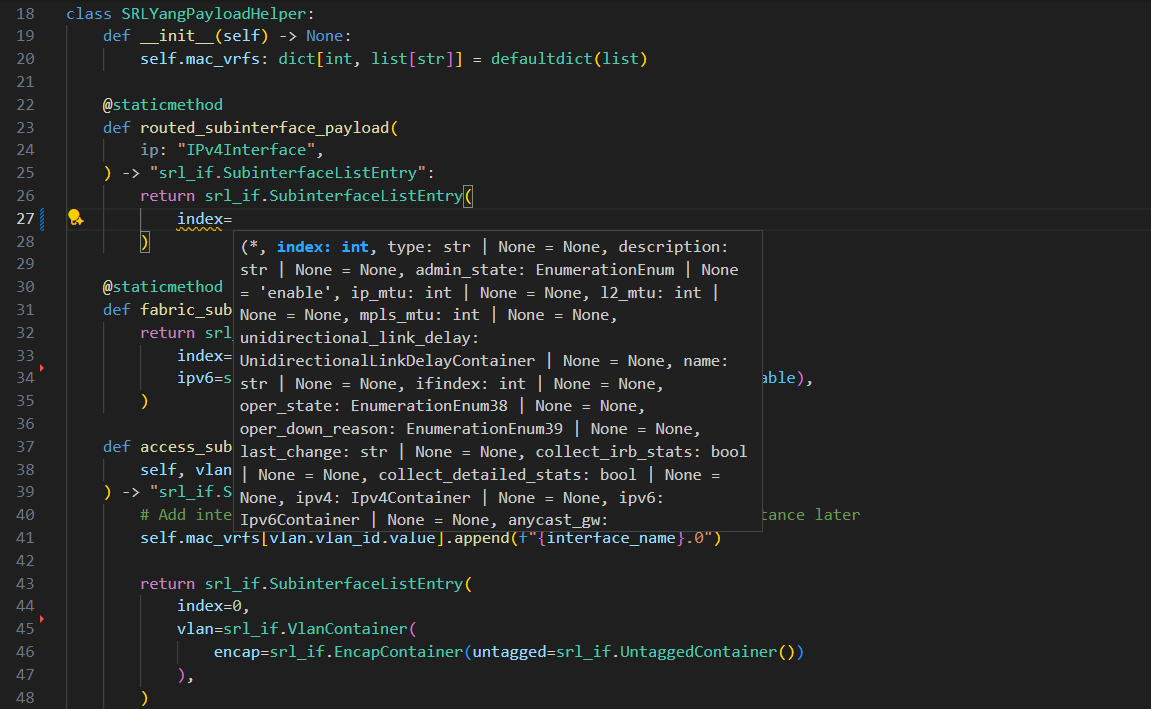 18 class SRLYangPayloadHelper:
19 def __init__(self) -> None:
20 self.mac_vrfs: dict[int, list[str]] = defaultdict(list)
21
22 @staticmethod
23 def routed_subinterface_payload(
24 ip: "IPv4Interface",
25 ) -> "srl_if.SubinterfaceListEntry":
26 return srl_if.SubinterfaceListEntry(
27 index=
28 )
(*, index: int, type: str | None = None, description:
str | None = None, admin_state: EnumerationEnum | None
= 'enable', ip_mtu: int | None = None, l2_mtu: int |
None = None, mpls_mtu: int | None = None,
unidirectional_link_delay:
UnidirectionalLinkDelayContainer | None = None, name:
str | None = None, ifindex: int | None = None,
oper_state: EnumerationEnum38 | None = None,
oper_down_reason: EnumerationEnum39 | None = None,
last_change: str | None = None, collect_irb_stats: bool
| None = None, collect_detailed_stats: bool | None =
None, ipv4: Ipv4Container | None = None, ipv6:
Ipv6Container | None = None, anycast_gw:
29
30 @staticmethod
31 def fabric_sub
32 return srl
33 index=
34 ipv6=s able),
35 )
36
37 def access_sub
38 self, vlan
39 ) -> "srl_if.S
40 # Add inte tance later
41 self.mac_vrfs[vlan.vlan_id.value].append(f"{interface_name}.0")
42
43 return srl_if.SubinterfaceListEntry(
44 index=0,
45 vlan=srl_if.VlanContainer(
46 encap=srl_if.EncapContainer(untagged=srl_if.UntaggedContainer())
47 ),
48 )